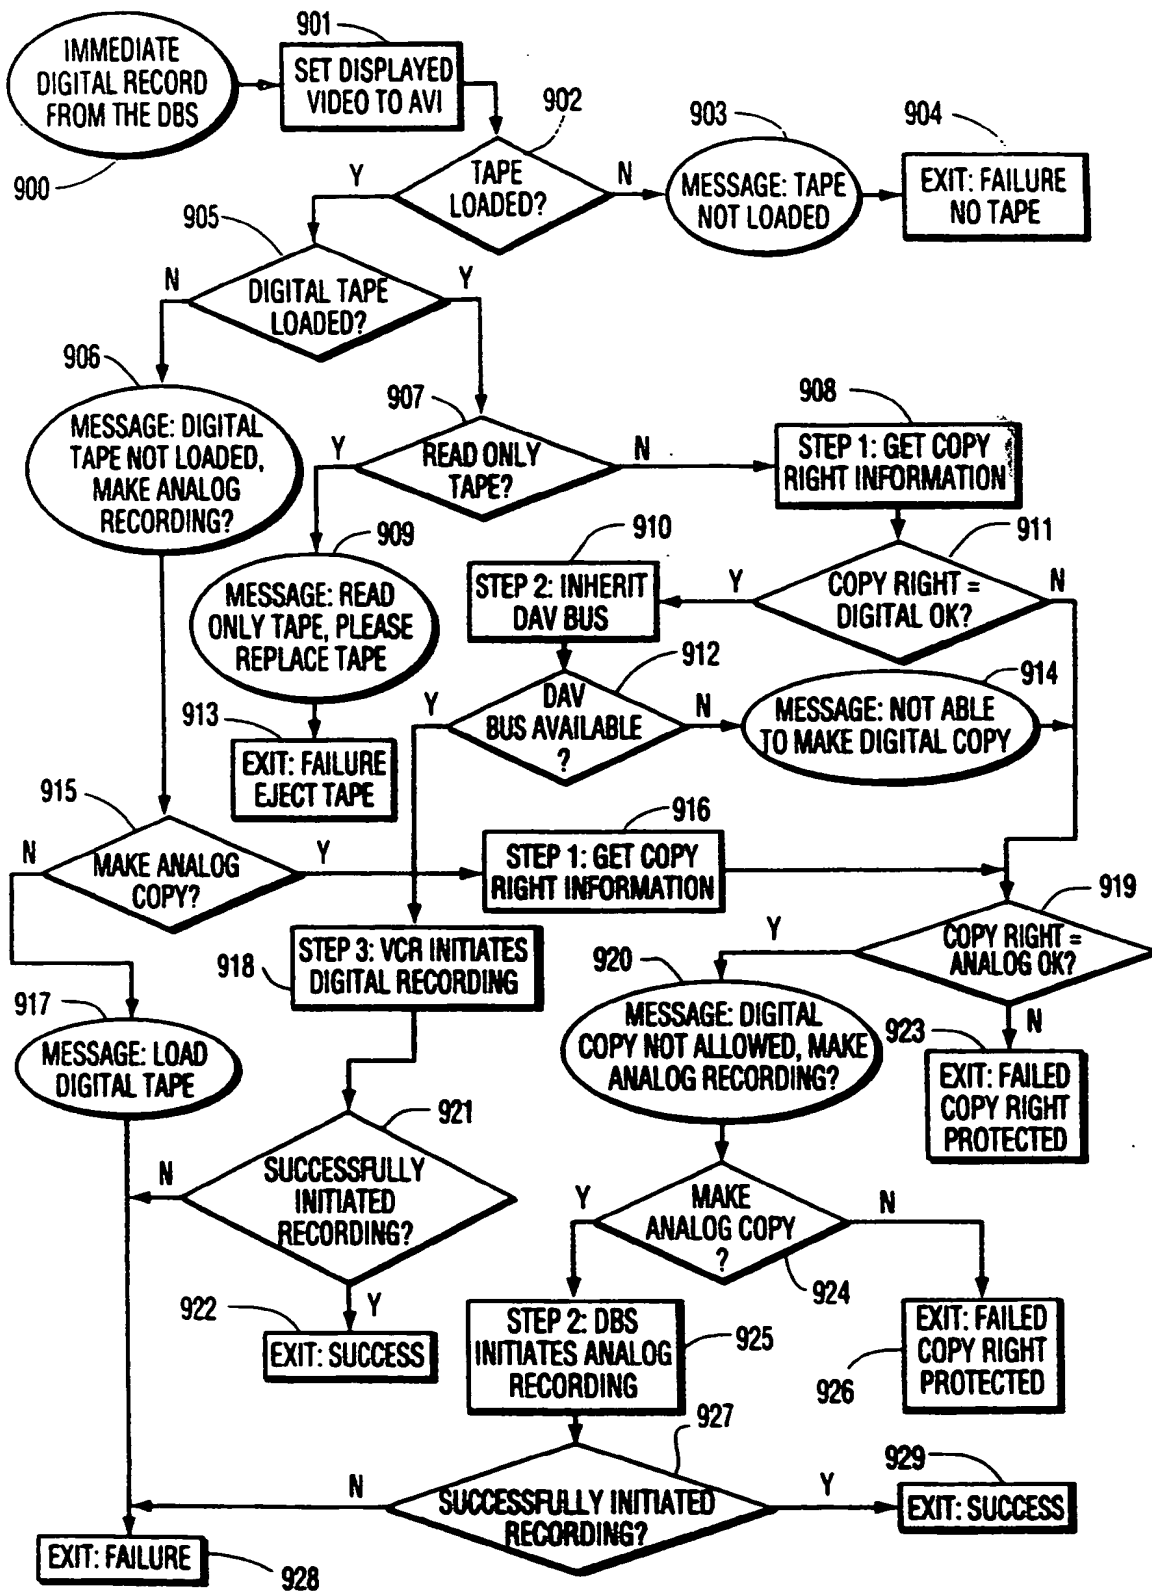 IMMEDIATE
DIGITAL RECORD
FROM THE DBS
900
901
SET DISPLAYED
VIDEO TO AVI
902
TAPE
LOADED?
Y
N
903
MESSAGE: TAPE
NOT LOADED
904
EXIT: FAILURE
NO TAPE
905
DIGITAL TAPE
LOADED?
N
Y
906
MESSAGE: DIGITAL
TAPE NOT LOADED,
MAKE ANALOG
RECORDING?
907
READ ONLY
TAPE?
Y
N
908
STEP 1: GET COPY
RIGHT INFORMATION
909
MESSAGE: READ
ONLY TAPE, PLEASE
REPLACE TAPE
910
STEP 2: INHERIT
DAV BUS
911
COPY RIGHT =
DIGITAL OK?
Y
N
912
DAV
BUS AVAILABLE
?
Y
N
913
EXIT: FAILURE
EJECT TAPE
914
MESSAGE: NOT ABLE
TO MAKE DIGITAL COPY
915
MAKE ANALOG
COPY?
N
Y
916
STEP 1: GET COPY
RIGHT INFORMATION
917
MESSAGE: LOAD
DIGITAL TAPE
918
STEP 3: VCR INITIATES
DIGITAL RECORDING
919
COPY RIGHT =
ANALOG OK?
Y
N
920
MESSAGE: DIGITAL
COPY NOT ALLOWED, MAKE
ANALOG RECORDING?
921
SUCCESSFULLY
INITIATED
RECORDING?
N
Y
922
EXIT: SUCCESS
923
EXIT: FAILED
COPY RIGHT
PROTECTED
924
MAKE
ANALOG COPY
?
Y
N
925
STEP 2: DBS
INITIATES ANALOG
RECORDING
926
EXIT: FAILED
COPY RIGHT
PROTECTED
927
SUCCESSFULLY INITIATED
RECORDING?
N
Y
928
EXIT: FAILURE
929
EXIT: SUCCESS